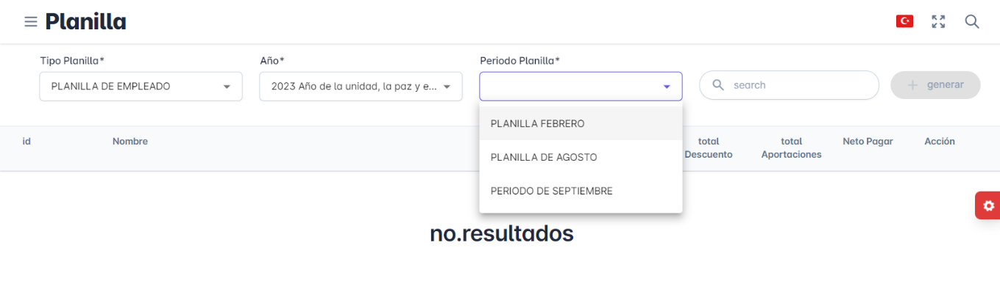 Planilla
Tipo Planilla*
Año*
Periodo Planilla*
PLANILLA DE EMPLEADO
2023 Año de la unidad, la paz y e...
search
generar
PLANILLA FEBRERO
PLANILLA DE AGOSTO
PERIODO DE SEPTIEMBRE
id
Nombre
total
Descuento
total
Aportaciones
Neto Pagar
Acción
no.resultados